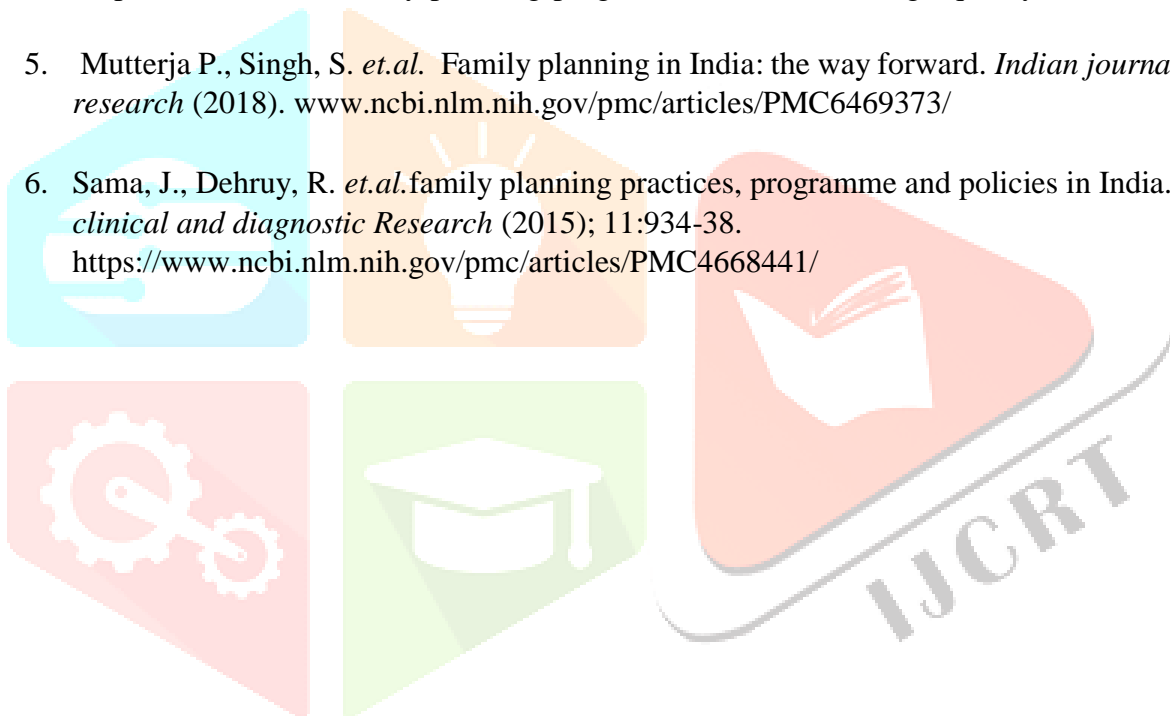 5. Mutterja P., Singh, S. et.al. Family planning in India: the way forward. Indian journa
research (2018). www.ncbi.nlm.nih.gov/pmc/articles/PMC6469373/
6. Sama, J., Dehruy, R. et.al.family planning practices, programme and policies in India.
clinical and diagnostic Research (2015); 11:934-38.
https://www.ncbi.nlm.nih.gov/pmc/articles/PMC4668441/
IJCRT